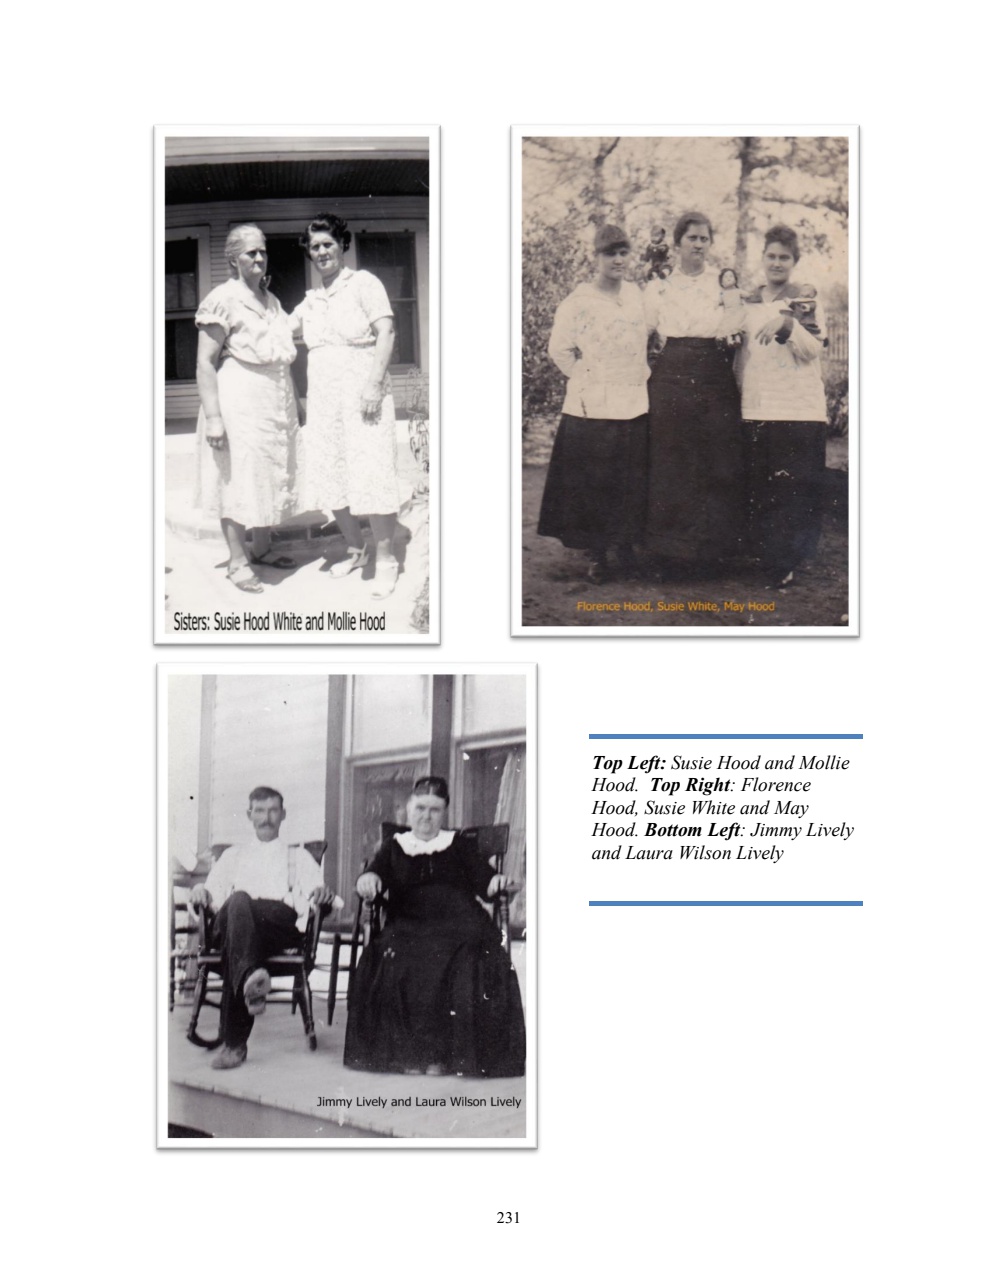 Sisters: Susie Hood White and Mollie Hood
Florence Hood, Susie White, May Hood
Jimmy Lively and Laura Wilson Lively
Top Left: Susie Hood and Mollie
Hood.  Top Right: Florence
Hood, Susie White and May
Hood. Bottom Left: Jimmy Lively
and Laura Wilson Lively
231